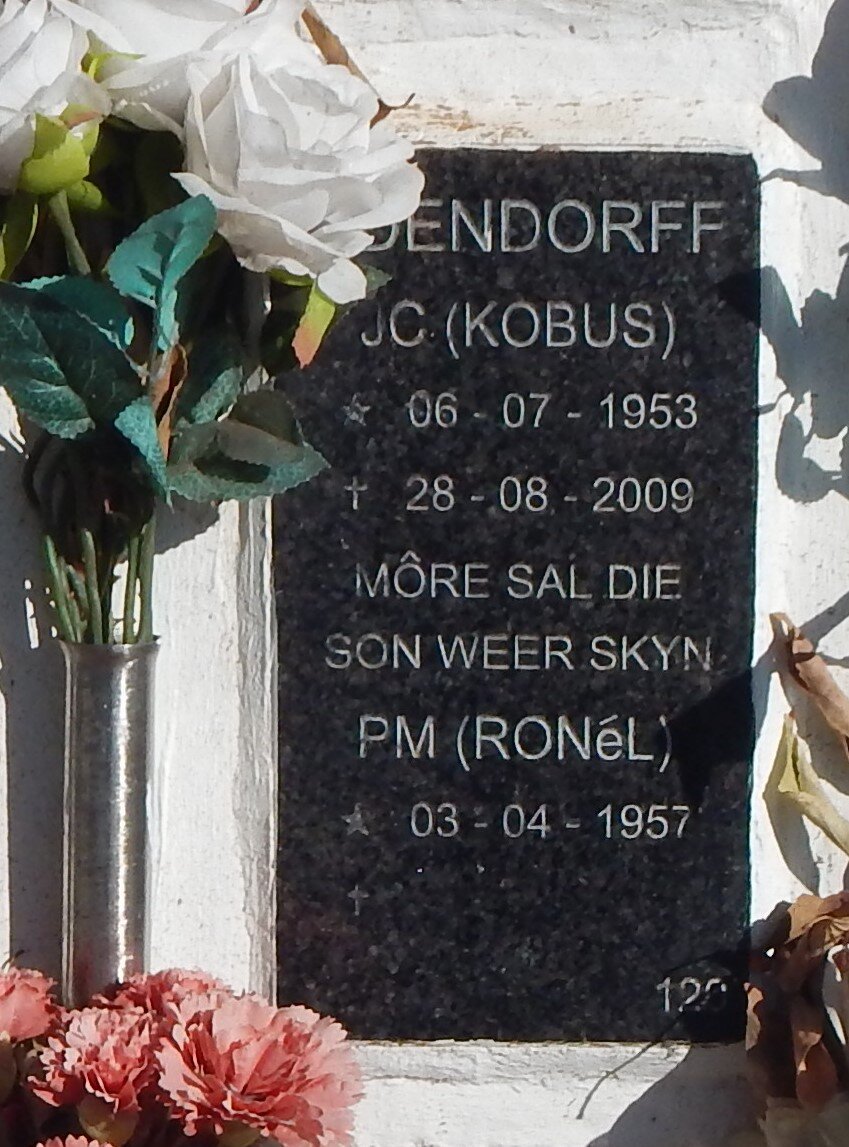 JC (KOBUS)
06 - 07 - 1953
† 28 - 08 - 2009
MÔRE SAL DIE
SON WEER SKYN
PM (RONéL)
03 - 04 - 1957
†